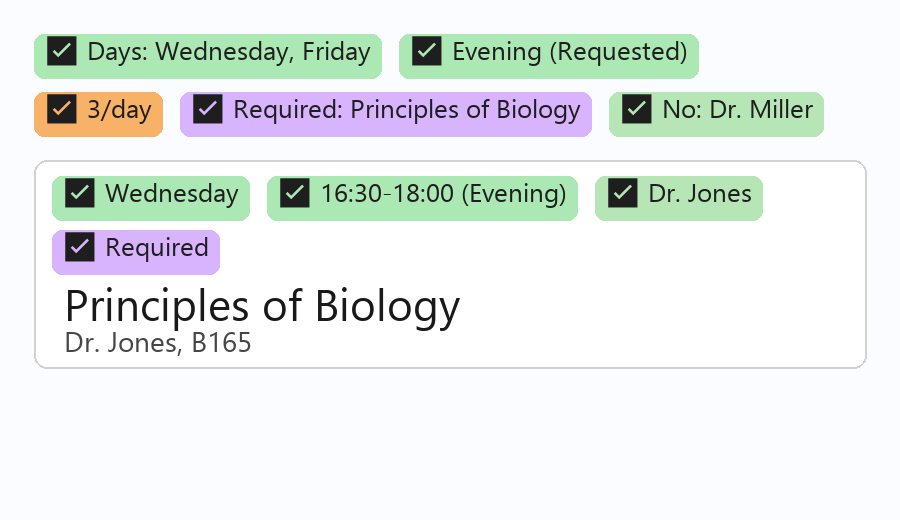 Days: Wednesday, Friday Evening (Requested)
3/day Required: Principles of Biology No: Dr. Miller
Wednesday 16:30-18:00 (Evening) Dr. Jones
Required
Principles of Biology
Dr. Jones, B165